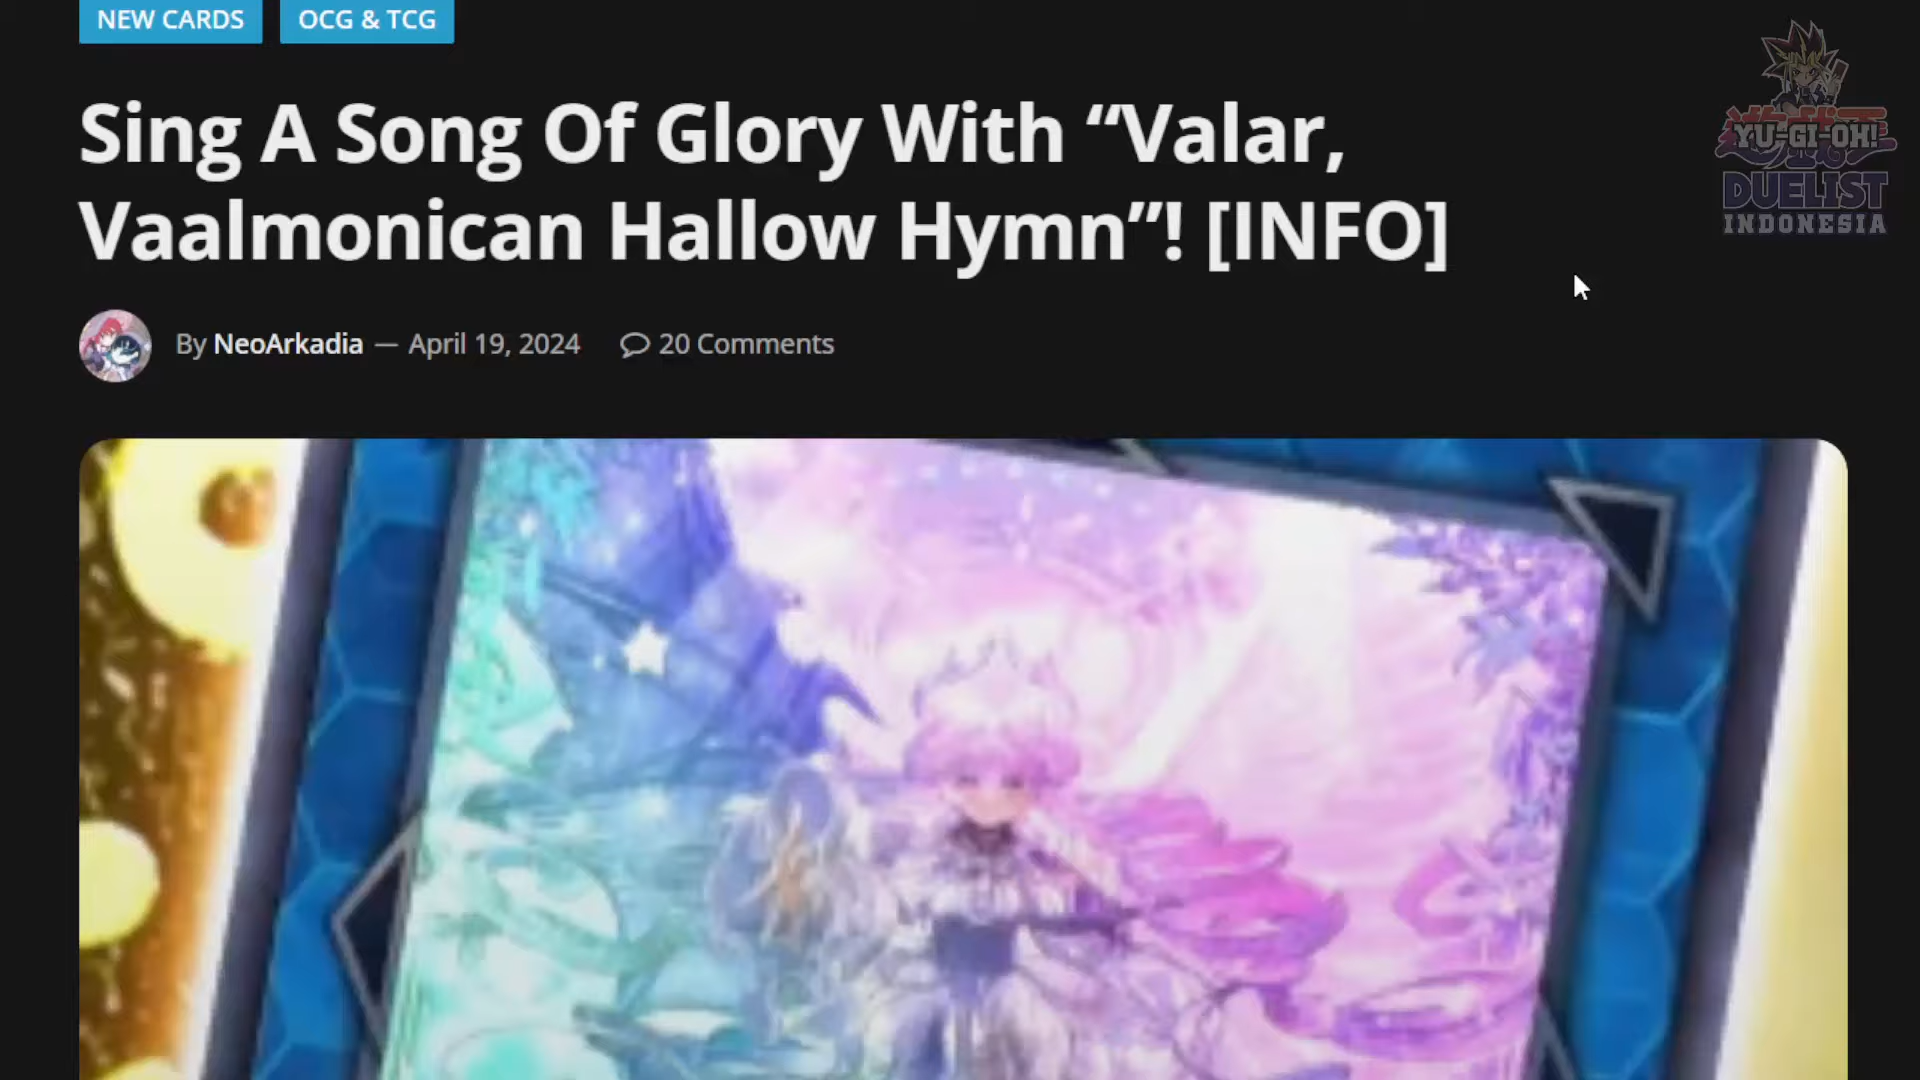 NEW CARDS
OCG & TCG
Sing A Song Of Glory With “Valar,
Vaalmonican Hallow Hymn”! [INFO]
By NeoArkadia — April 19, 2024
20 Comments
YU-GI-OH!
DUELIST
INDONESIA